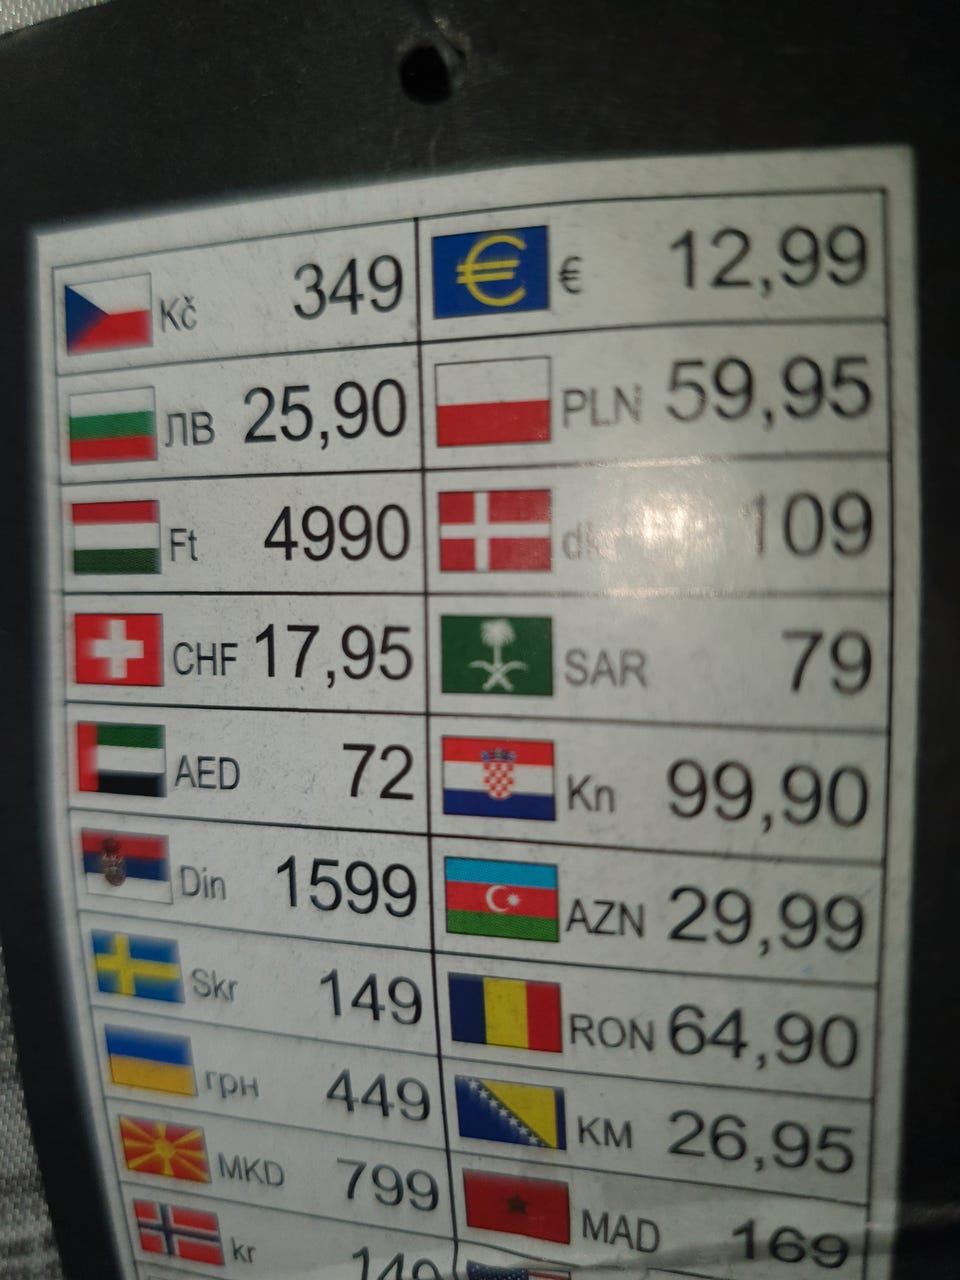 Kč 349 € 12,99
лв 25,90 PLN 59,95
Ft 4990 109
CHF 17,95 SAR 79
AED 72 Kn 99,90
Din 1599 AZN 29,99
Skr 149 RON 64,90
грн 449 KM 26,95
MKD 799 MAD 169
kr 149